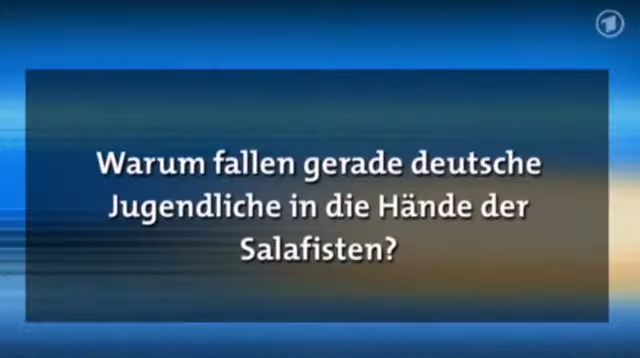 Warum fallen gerade deutsche
Jugendliche in die Hände der
Salafisten?